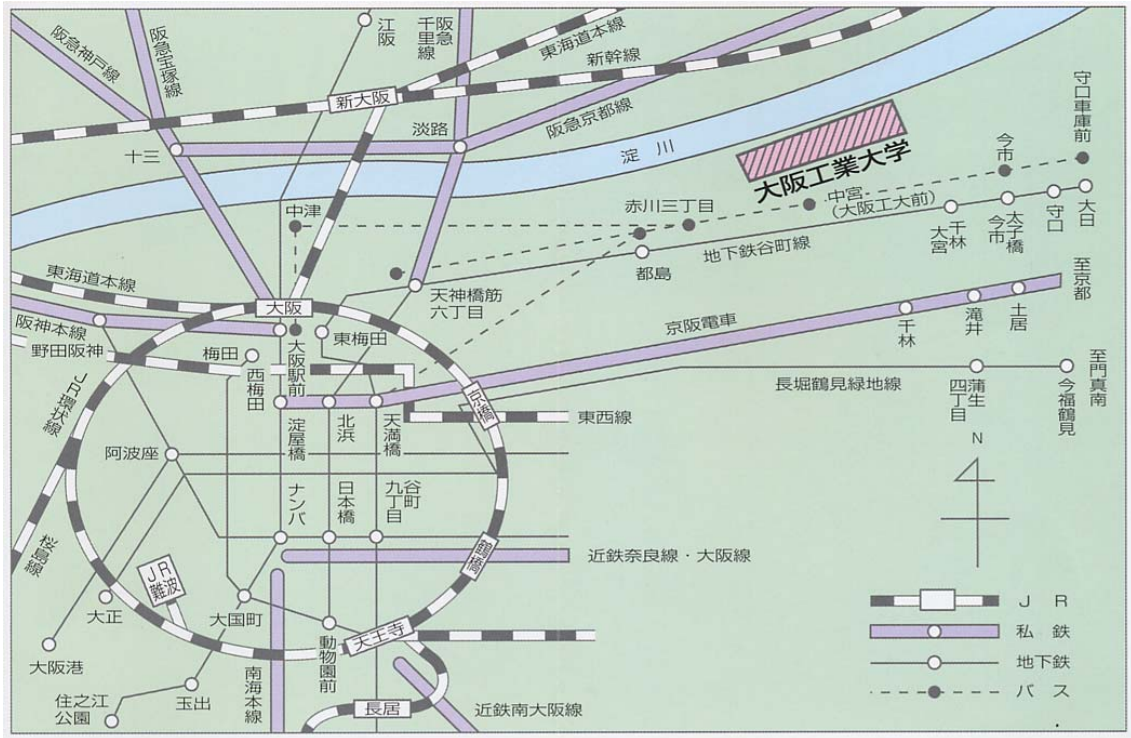 江阪
阪急
千里線
東海道本線
新幹線
阪急神戸線
阪急宝塚線
新大阪
淡路
阪急京都線
十三
淀川
大阪工業大学
守口車庫前
今市
中宮
(大阪工大前)
赤川三丁目
中津
大日
守口
太子橋
今市
千林
大宮
地下鉄谷町線
都島
天神橋筋
六丁目
東海道本線
大阪
阪神本線
野田阪神
梅田
西梅田
大阪駅前
東梅田
京阪電車
千林
滝井
土居
至京都
至門真南
長堀鶴見緑地線
蒲生
四丁目
今福鶴見
JR環状線
淀屋橋
北浜
天満橋
京橋
東西線
阿波座
ナンバ
日本橋
谷町
九丁目
鶴橋
近鉄奈良線・大阪線
桜島線
JR
難波
大正
大国町
動物園前
天王寺
大阪港
住之江
公園
玉出
南海本線
長居
近鉄南大阪線
N
JR
私鉄
地下鉄
バス